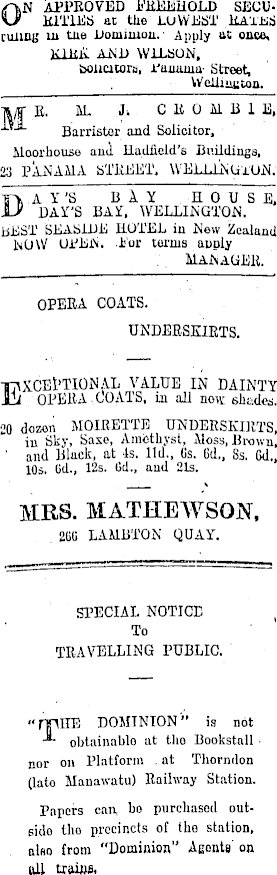 ON APPROVED FREEHOLD SECU-
RITIES at the LOWEST RATES
ruling in the Dominion. Apply at once,
KIRK AND WILSON,
Solicitors, Panama Street,
Wellington.
MR. M. J. CROMBIE,
Barrister and Solicitor,
Moorhouse and Hadfield's Buildings,
23 PANAMA STREET, WELLINGTON.
DAY'S BAY HOUSE,
DAY'S BAY, WELLINGTON.
BEST SEASIDE HOTEL in New Zealand
NOW OPEN. For terms apply
MANAGER.
OPERA COATS.
UNDERSKIRTS.
EXCEPTIONAL VALUE IN DAINTY
OPERA COATS, in all new shades.
20 dozen MOIRETTE UNDERSKIRTS,
in Sky, Saxe, Amethyst, Moss, Brown,
and Black, at 4s. 11d., 6s. 6d., 8s. 6d.,
10s. 6d., 12s. 6d., and 21s.
MRS. MATHEWSON,
266 LAMBTON QUAY.
SPECIAL NOTICE
To
TRAVELLING PUBLIC.
"THE DOMINION" is not
obtainable at the Bookstall
nor on Platform at Thorndon
(late Manawatu) Railway Station.
Papers can be purchased out-
side the precincts of the station,
also from "Dominion" Agents on
all trains.